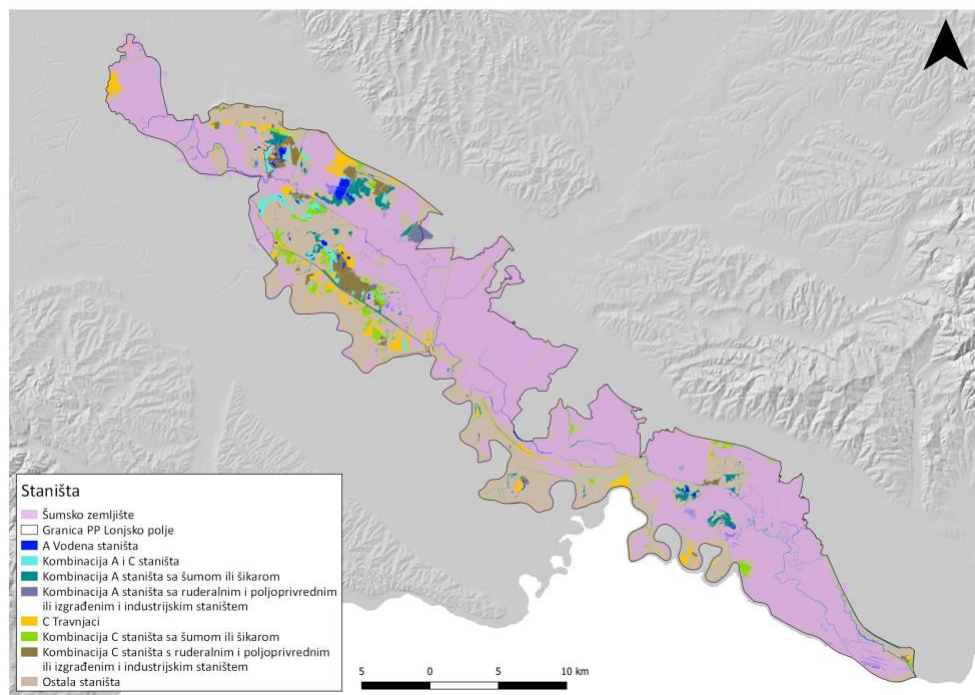 Staništa
Šumsko zemljište
Granica PP Lonjsko polje
A Vodena staništa
Kombinacija A i C staništa
Kombinacija A staništa sa šumom ili šikarom
Kombinacija A staništa sa ruderalnim i poljoprivrednim
ili izgrađenim i industrijskim staništem
C Travnjaci
Kombinacija C staništa sa šumom ili šikarom
Kombinacija C staništa s ruderalnim i poljoprivrednim
ili izgrađenim i industrijskim staništem
Ostala staništa
5 0 5 10 km